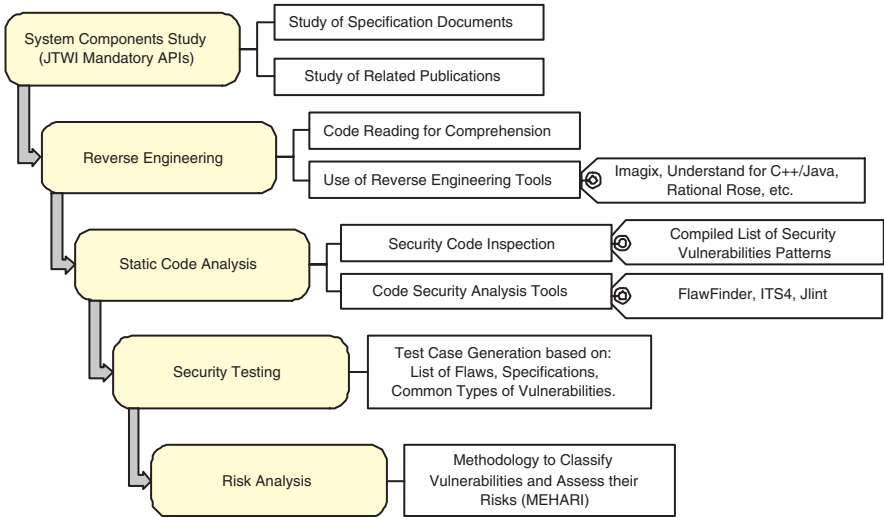 System Components Study
(JTWI Mandatory APIs)
Study of Specification Documents
Study of Related Publications
Reverse Engineering
Code Reading for Comprehension
Use of Reverse Engineering Tools
Imagix, Understand for C++/Java,
Rational Rose, etc.
Static Code Analysis
Security Code Inspection
Compiled List of Security
Vulnerabilities Patterns
Code Security Analysis Tools
FlawFinder, ITS4, Jlint
Security Testing
Test Case Generation based on:
List of Flaws, Specifications,
Common Types of Vulnerabilities.
Risk Analysis
Methodology to Classify
Vulnerabilities and Assess their
Risks (MEHARI)